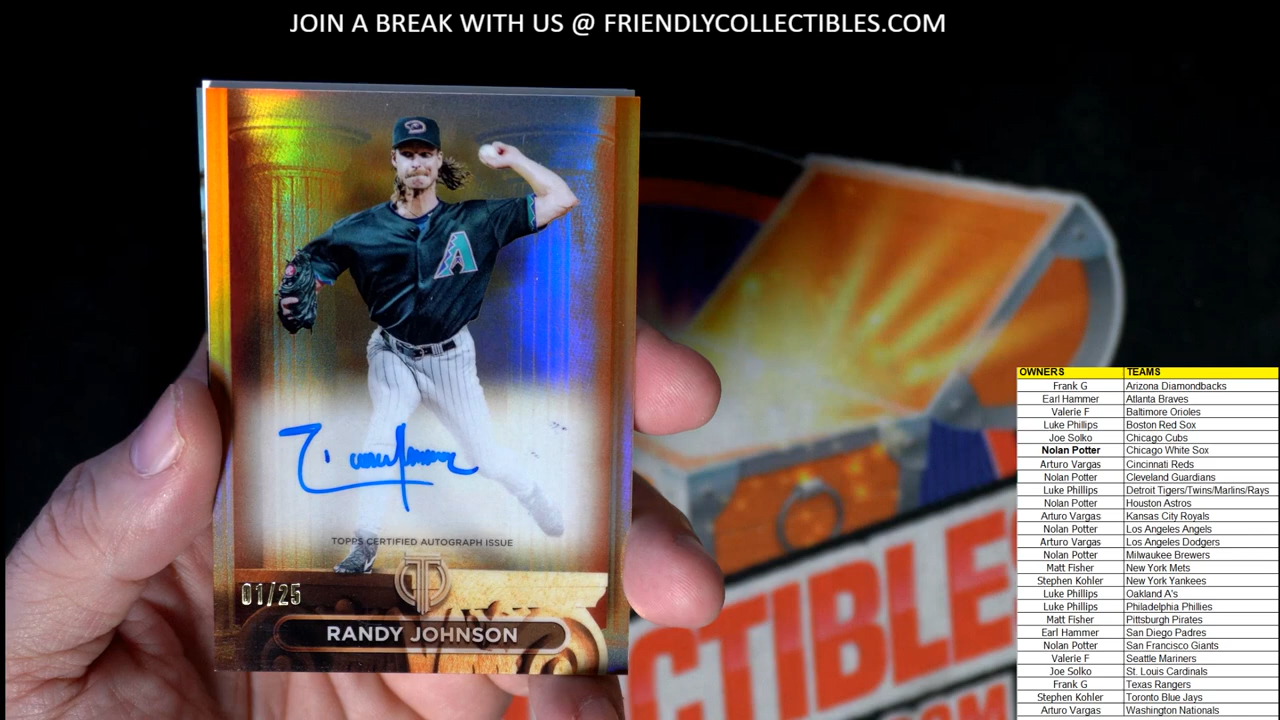 JOIN A BREAK WITH US @ FRIENDLYCOLLECTIBLES.COM
A
TOPPS CERTIFIED AUTOGRAPH ISSUE
01/25
RANDY JOHNSON
CTIBLE
OWNERS TEAMS
Frank G Arizona Diamondbacks
Earl Hammer Atlanta Braves
Valerie F Baltimore Orioles
Luke Phillips Boston Red Sox
Joe Solko Chicago Cubs
Nolan Potter Chicago White Sox
Arturo Vargas Cincinnati Reds
Nolan Potter Cleveland Guardians
Luke Phillips Detroit Tigers/Twins/Marlins/Rays
Nolan Potter Houston Astros
Arturo Vargas Kansas City Royals
Nolan Potter Los Angeles Angels
Arturo Vargas Los Angeles Dodgers
Nolan Potter Milwaukee Brewers
Matt Fisher New York Mets
Stephen Kohler New York Yankees
Luke Phillips Oakland A's
Luke Phillips Philadelphia Phillies
Matt Fisher Pittsburgh Pirates
Earl Hammer San Diego Padres
Nolan Potter San Francisco Giants
Valerie F Seattle Mariners
Joe Solko St. Louis Cardinals
Frank G Texas Rangers
Stephen Kohler Toronto Blue Jays
Arturo Vargas Washington Nationals